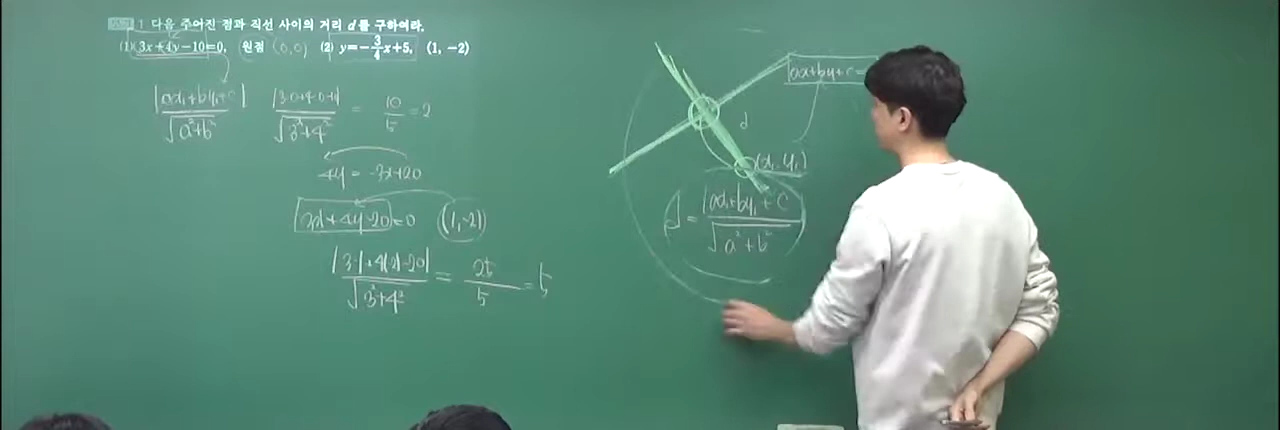 1 다음 주어진 점과 직선 사이의 거리 d를 구하여라.
(1) 3x+4y-10=0, 원점 (0,0) (2) y=-3/4x+5, (1, -2)
|ax₁+by₁+c| / √a²+b²
|3·0+4·0-10| / √3²+4² = 10/5 = 2
4y = -3x+20
3x+4y-20=0 (1,-2)
|3·1+4(-2)-20| / √3²+4² = 25/5 = 5
ax+by+c=
d
(x₁, y₁)
d = |ax₁+by₁+c| / √a²+b²